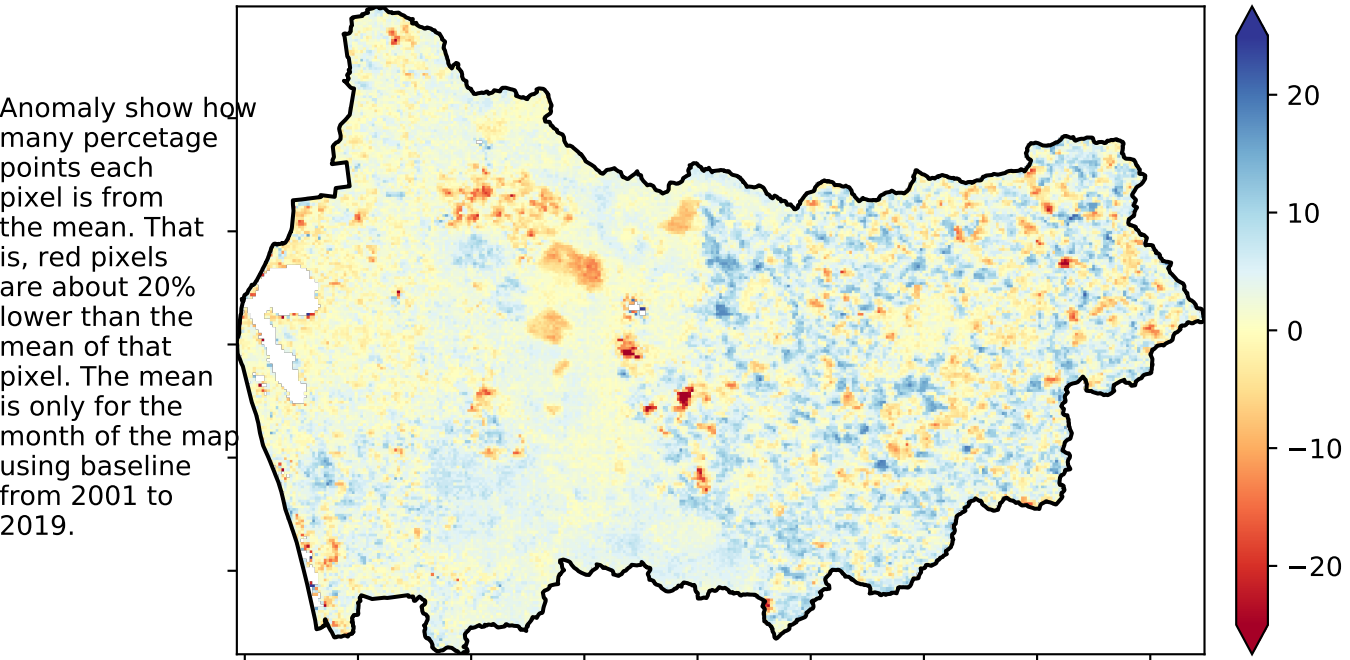 Anomaly show how
many percetage
points each
pixel is from
the mean. That
is, red pixels
are about 20%
lower than the
mean of that
pixel. The mean
is only for the
month of the map
using baseline
from 2001 to
2019.
20
10
0
−10
−20